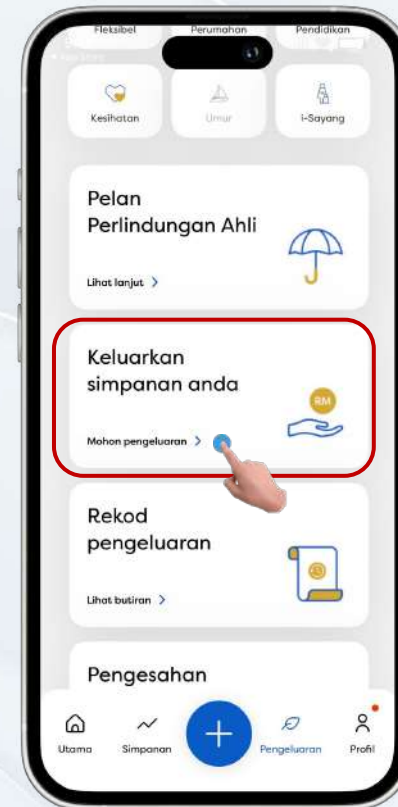 Fleksibel Perumahan Pendidikan
Kesihatan Umur i-Sayang
Pelan
Perlindungan Ahli
Lihat lanjut >
Keluarkan
simpanan anda
RM
Mohon pengeluaran >
Rekod
pengeluaran
Lihat butiran >
Pengesahan
Utama Simpanan Pengeluaran Profil